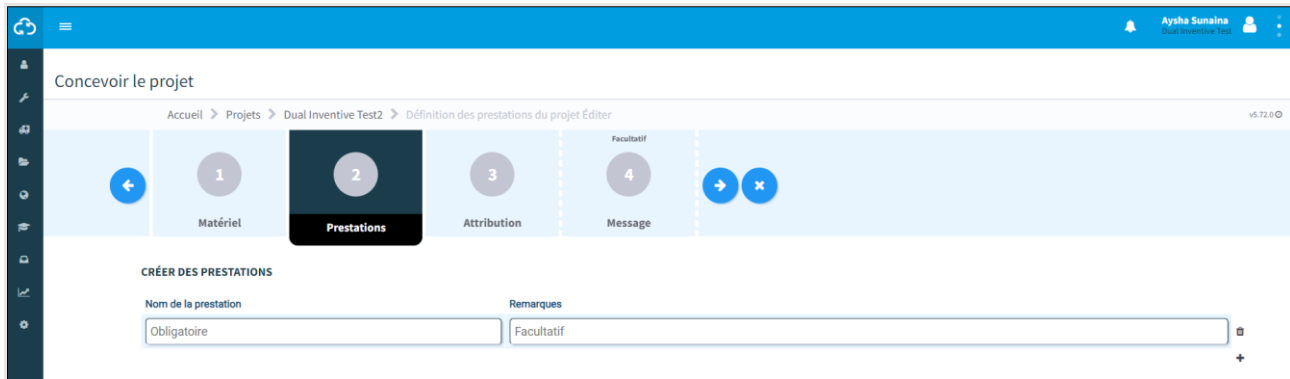 Aysha Sunaina
Dual Inventive Test
Concevoir le projet
Accueil Projets Dual Inventive Test2 Définition des prestations du projet Éditer
v5.72.0
Facultatif
1 2 3 4
Matériel Prestations Attribution Message
CRÉER DES PRESTATIONS
Nom de la prestation Remarques
Obligatoire Facultatif